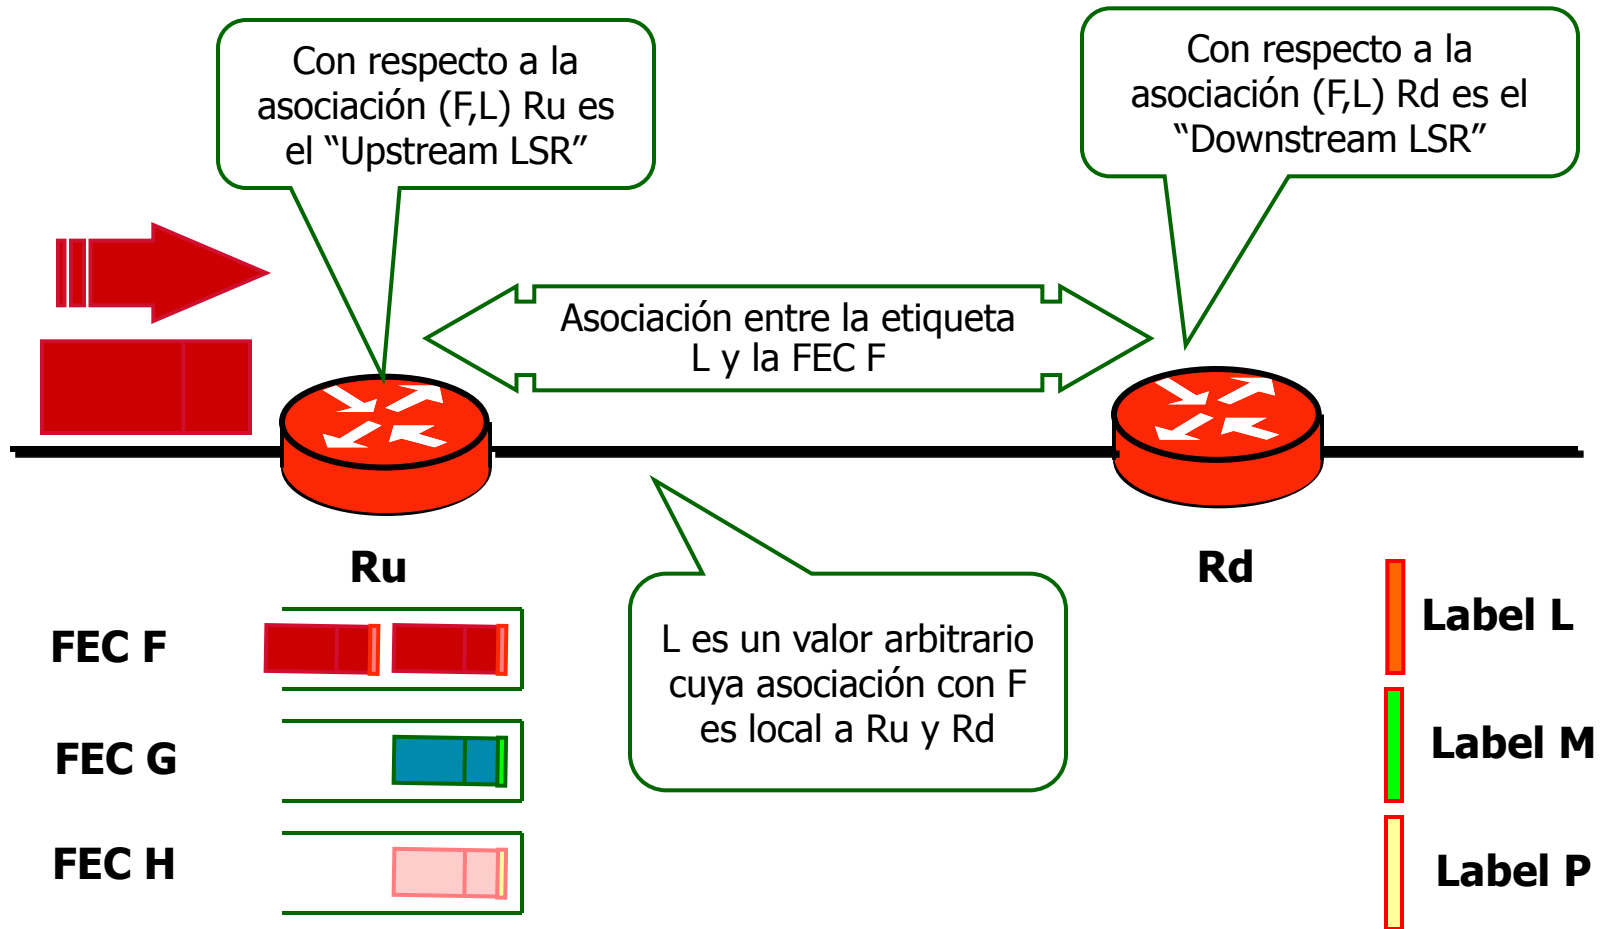 Con respecto a la
asociación (F,L) Ru es
el “Upstream LSR”
Con respecto a la
asociación (F,L) Rd es el
“Downstream LSR”
Asociación entre la etiqueta
L y la FEC F
Ru
Rd
L es un valor arbitrario
cuya asociación con F
es local a Ru y Rd
FEC F
FEC G
FEC H
Label L
Label M
Label P